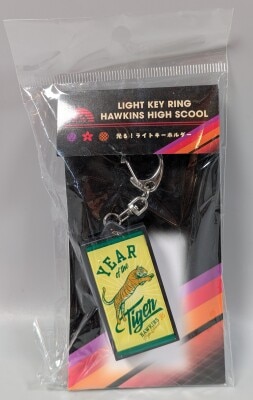 LIGHT KEY RING
HAWKINS HIGH SCOOL
光る!ライトキーホルダー
YEAR
of the
Tiger
HAWKINS